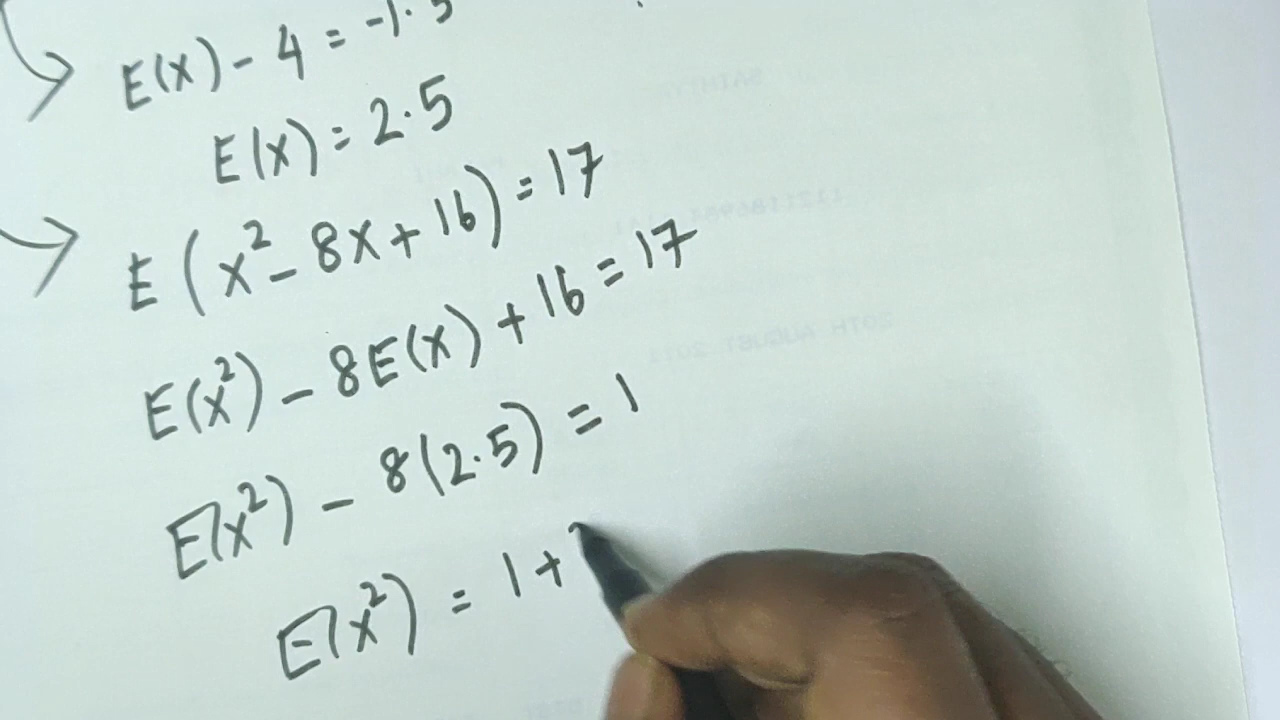 E(x) - 4 = -1.5
E(x) = 2.5
E(x² - 8x + 16) = 17
E(x²) - 8E(x) + 16 = 17
E(x²) - 8(2.5) = 1
E(x²) = 1 +